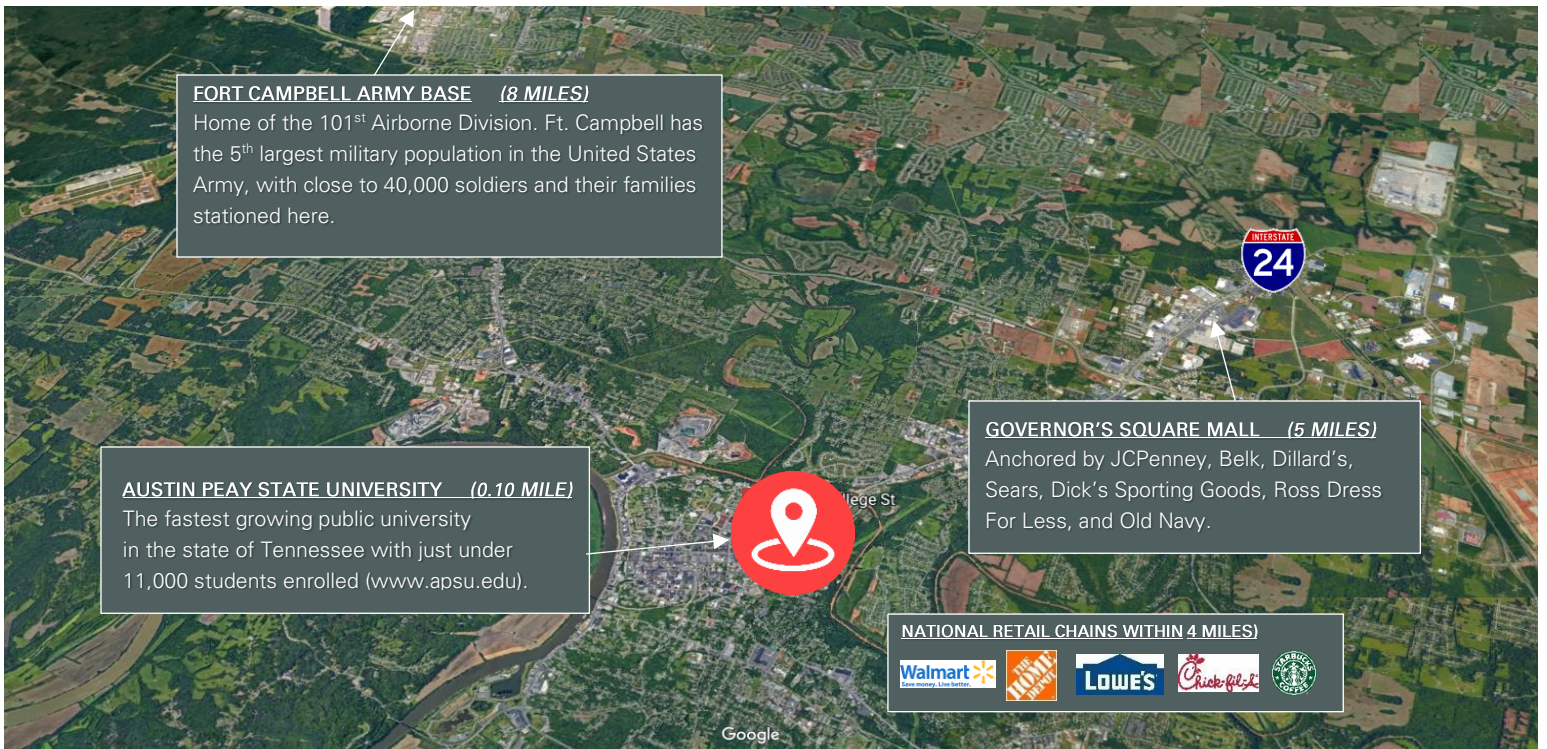 FORT CAMPBELL ARMY BASE (8 MILES)
Home of the 101st Airborne Division. Ft. Campbell has
the 5th largest military population in the United States
Army, with close to 40,000 soldiers and their families
stationed here.
INTERSTATE
24
GOVERNOR'S SQUARE MALL (5 MILES)
Anchored by JCPenney, Belk, Dillard's,
Sears, Dick's Sporting Goods, Ross Dress
For Less, and Old Navy.
AUSTIN PEAY STATE UNIVERSITY (0.10 MILE)
The fastest growing public university
in the state of Tennessee with just under
11,000 students enrolled (www.apsu.edu).
llege St
NATIONAL RETAIL CHAINS WITHIN 4 MILES)
Walmart
Save money. Live better.
THE HOME DEPOT
LOWE'S
Chick-fil-A
STARBUCKS COFFEE
Google